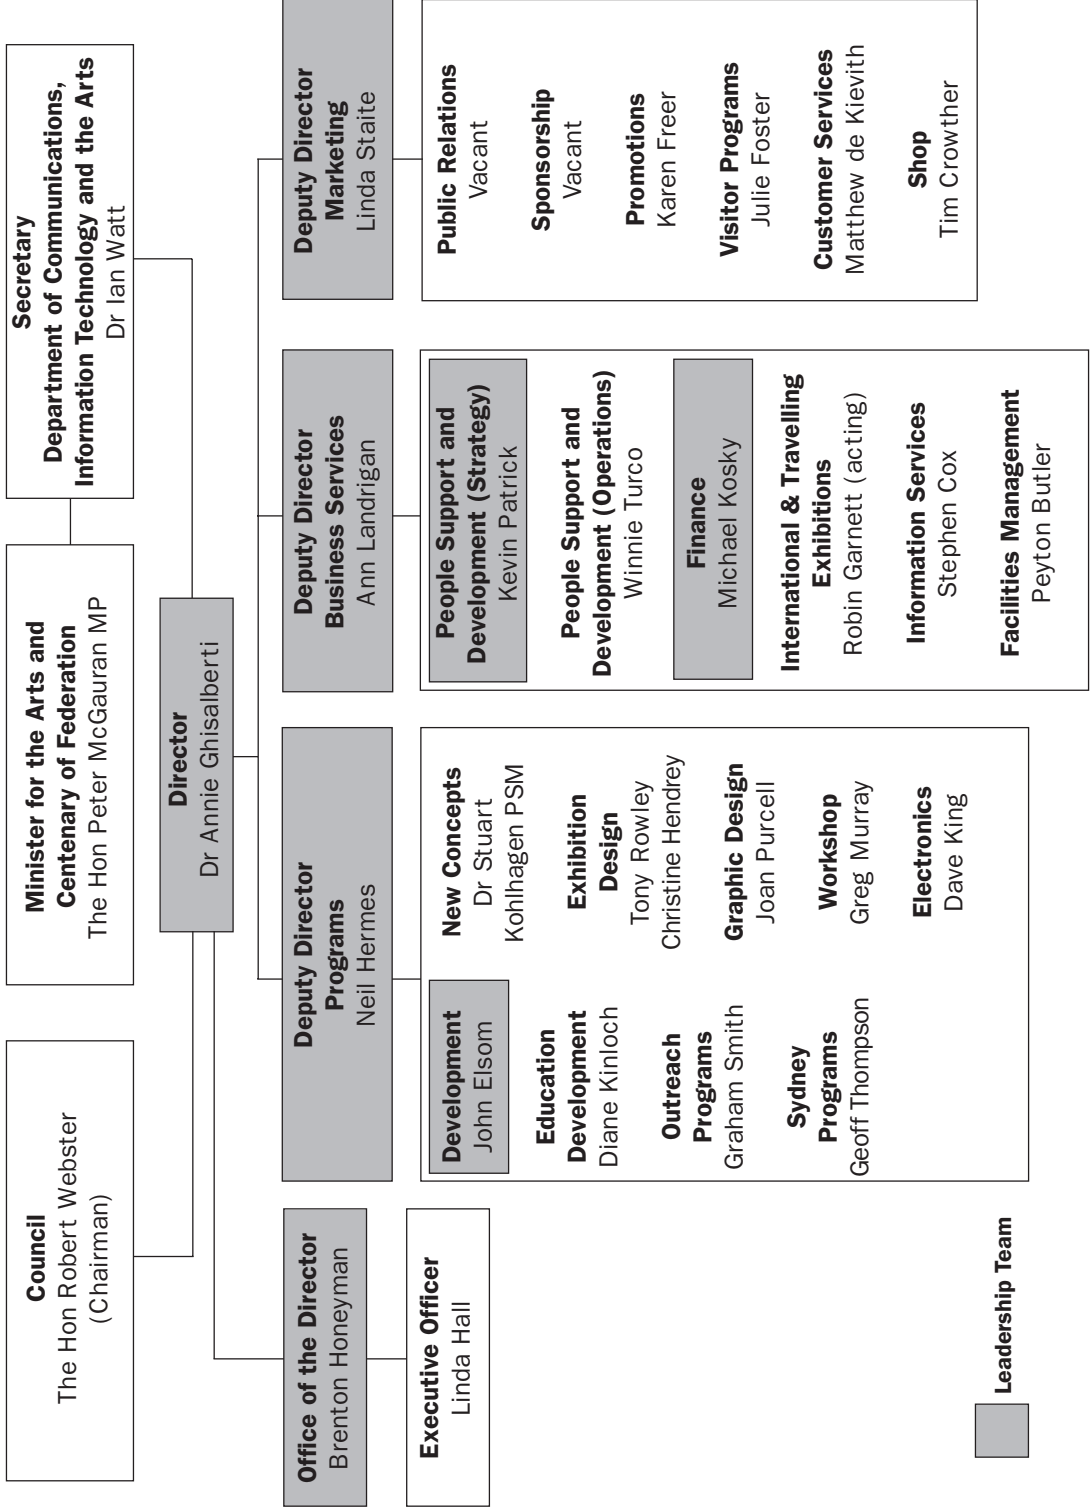 Council
The Hon Robert Webster
(Chairman)
Minister for the Arts and
Centenary of Federation
The Hon Peter McGauran MP
Secretary
Department of Communications,
Information Technology and the Arts
Dr Ian Watt
Director
Dr Annie Ghisalberti
Office of the Director
Brenton Honeyman
Executive Officer
Linda Hall
Deputy Director
Programs
Neil Hermes
Development
John Elsom
Education
Development
Diane Kinloch
Outreach
Programs
Graham Smith
Sydney
Programs
Geoff Thompson
New Concepts
Dr Stuart
Kohlhagen PSM
Exhibition
Design
Tony Rowley
Christine Hendrey
Graphic Design
Joan Purcell
Workshop
Greg Murray
Electronics
Dave King
Deputy Director
Business Services
Ann Landrigan
People Support and
Development (Strategy)
Kevin Patrick
People Support and
Development (Operations)
Winnie Turco
Finance
Michael Kosky
International & Travelling
Exhibitions
Robin Garnett (acting)
Information Services
Stephen Cox
Facilities Management
Peyton Butler
Deputy Director
Marketing
Linda Staite
Public Relations
Vacant
Sponsorship
Vacant
Promotions
Karen Freer
Visitor Programs
Julie Foster
Customer Services
Matthew de Kievith
Shop
Tim Crowther
Leadership Team